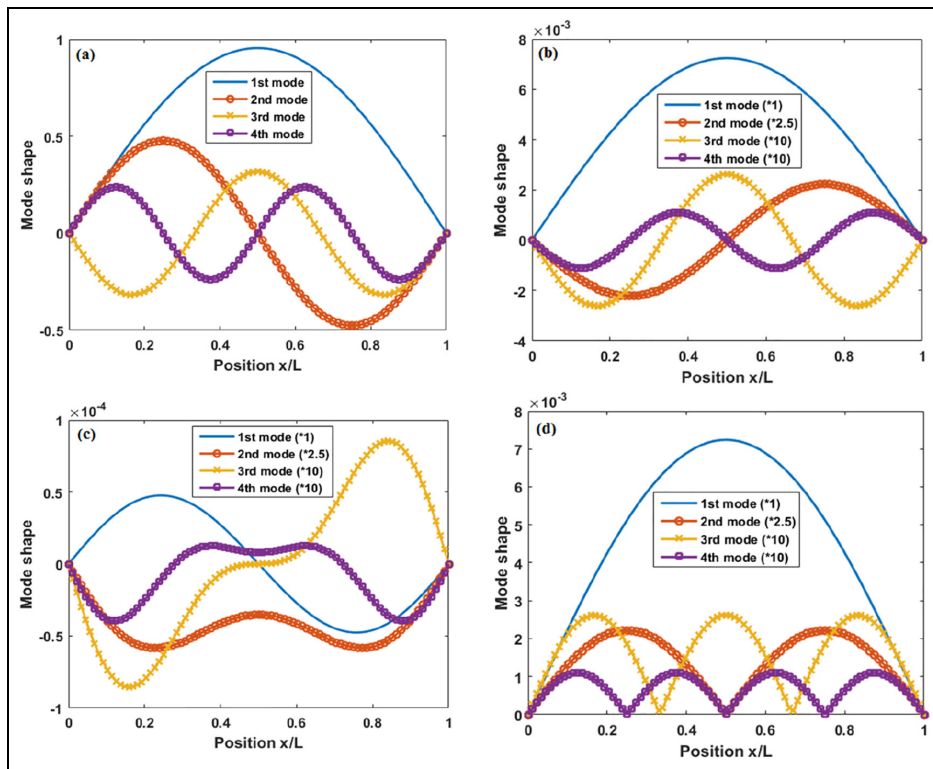 (a)
1st mode
2nd mode
3rd mode
4th mode
Mode shape
1
0.5
0
-0.5
0 0.2 0.4 0.6 0.8 1
Position x/L
×10⁻³
(b)
1st mode (*1)
2nd mode (*2.5)
3rd mode (*10)
4th mode (*10)
Mode shape
8
6
4
2
0
-2
-4
0 0.2 0.4 0.6 0.8 1
Position x/L
×10⁻⁴
(c)
1st mode (*1)
2nd mode (*2.5)
3rd mode (*10)
4th mode (*10)
Mode shape
1
0.5
0
-0.5
-1
0 0.2 0.4 0.6 0.8 1
Position x/L
×10⁻³
(d)
1st mode (*1)
2nd mode (*2.5)
3rd mode (*10)
4th mode (*10)
Mode shape
8
7
6
5
4
3
2
1
0
0 0.2 0.4 0.6 0.8 1
Position x/L